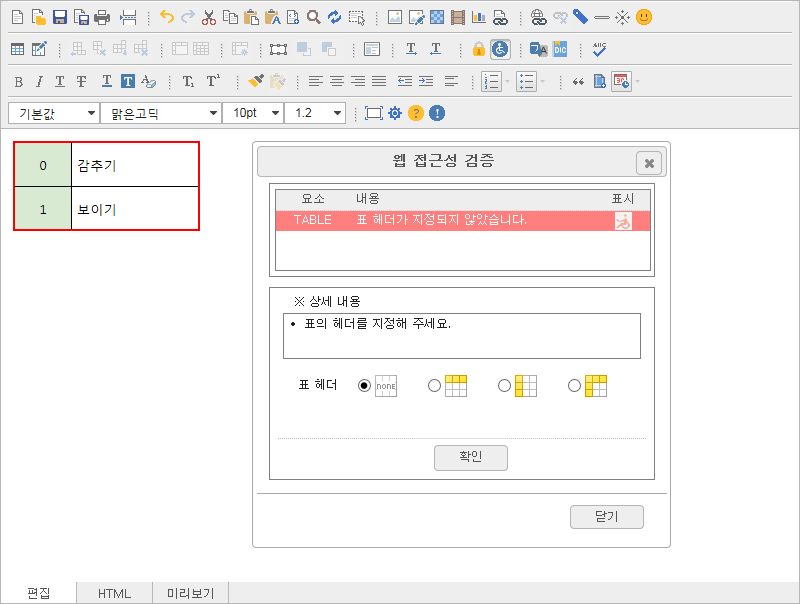 B I T T T T
T₁ T¹
기본값 맑은고딕 10pt 1.2
0 감추기
1 보이기
웹 접근성 검증
요소 내용 표시
TABLE 표 헤더가 지정되지 않았습니다.
※ 상세 내용
• 표의 헤더를 지정해 주세요.
표 헤더 NONE
확인
닫기
편집 HTML 미리보기